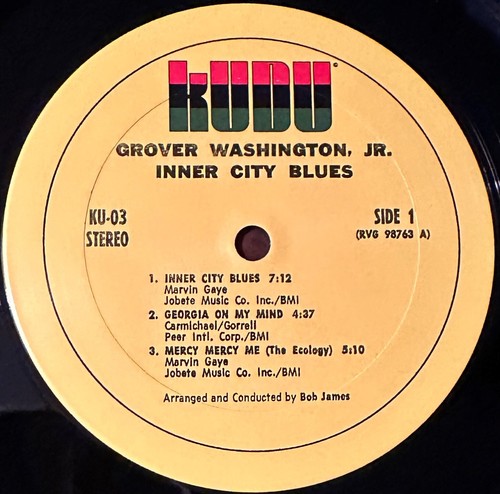 KUDU
GROVER WASHINGTON, JR.
INNER CITY BLUES
KU-03
STEREO
SIDE 1
(RVG 98763 A)
1. INNER CITY BLUES 7:12
Marvin Gaye
Jobete Music Co. Inc./BMI
2. GEORGIA ON MY MIND 4:37
Carmichael/Gorrell
Peer Intl. Corp./BMI
3. MERCY MERCY ME (The Ecology) 5:10
Marvin Gaye
Jobete Music Co. Inc./BMI
Arranged and Conducted by Bob James